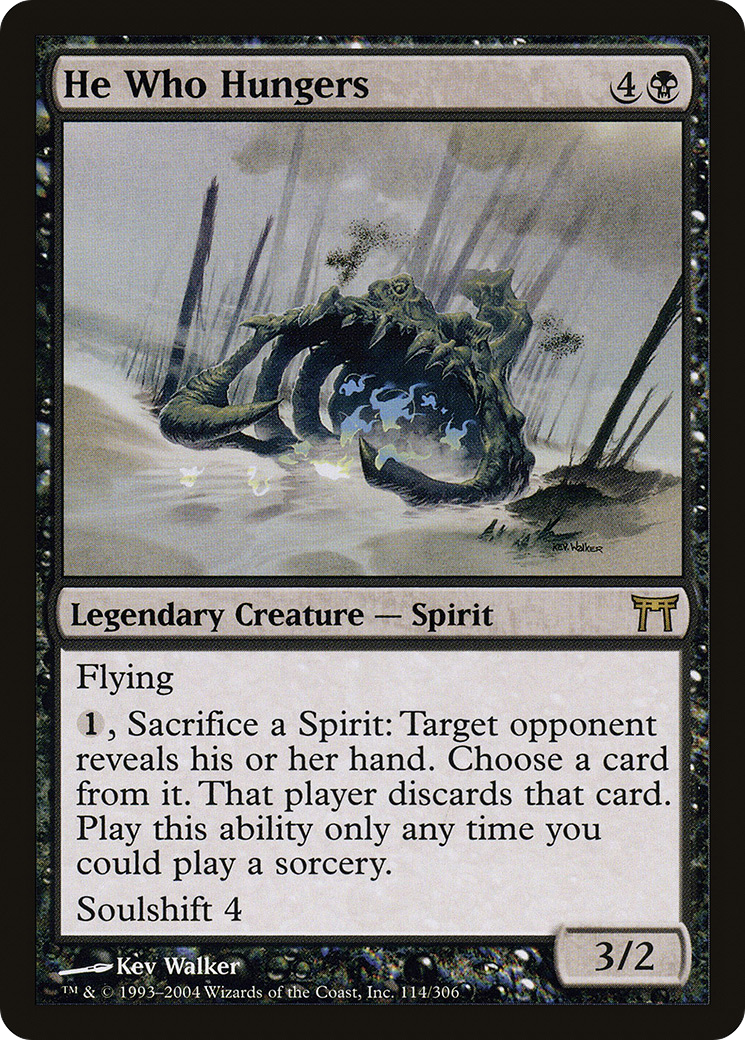 He Who Hungers 4
KEV. WALKER
Legendary Creature — Spirit
Flying
1, Sacrifice a Spirit: Target opponent
reveals his or her hand. Choose a card
from it. That player discards that card.
Play this ability only any time you
could play a sorcery.
Soulshift 4
3/2
Kev Walker
™ & © 1993–2004 Wizards of the Coast, Inc. 114/306